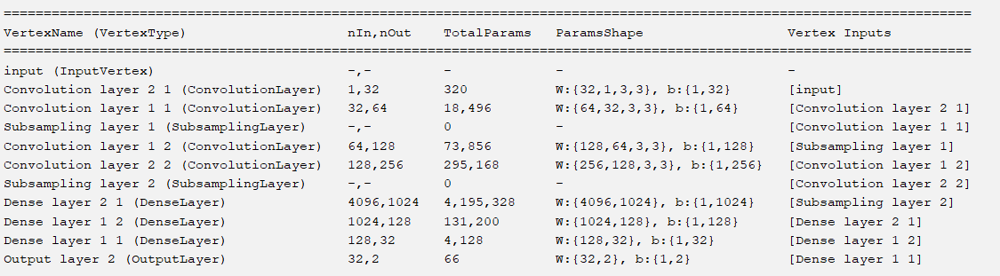 =========================================================================================================================
VertexName (VertexType)                 nIn,nOut    TotalParams   ParamsShape                  Vertex Inputs
=========================================================================================================================
input (InputVertex)                     -,-         -             -                            -
Convolution layer 2 1 (ConvolutionLayer)   1,32        320           W:{32,1,3,3}, b:{1,32}       [input]
Convolution layer 1 1 (ConvolutionLayer)   32,64       18,496        W:{64,32,3,3}, b:{1,64}      [Convolution layer 2 1]
Subsampling layer 1 (SubsamplingLayer)     -,-         0             -                            [Convolution layer 1 1]
Convolution layer 1 2 (ConvolutionLayer)   64,128      73,856        W:{128,64,3,3}, b:{1,128}    [Subsampling layer 1]
Convolution layer 2 2 (ConvolutionLayer)   128,256     295,168       W:{256,128,3,3}, b:{1,256}   [Convolution layer 1 2]
Subsampling layer 2 (SubsamplingLayer)     -,-         0             -                            [Convolution layer 2 2]
Dense layer 2 1 (DenseLayer)               4096,1024   4,195,328     W:{4096,1024}, b:{1,1024}    [Subsampling layer 2]
Dense layer 1 2 (DenseLayer)               1024,128    131,200       W:{1024,128}, b:{1,128}      [Dense layer 2 1]
Dense layer 1 1 (DenseLayer)               128,32      4,128         W:{128,32}, b:{1,32}         [Dense layer 1 2]
Output layer 2 (OutputLayer)               32,2        66            W:{32,2}, b:{1,2}            [Dense layer 1 1]